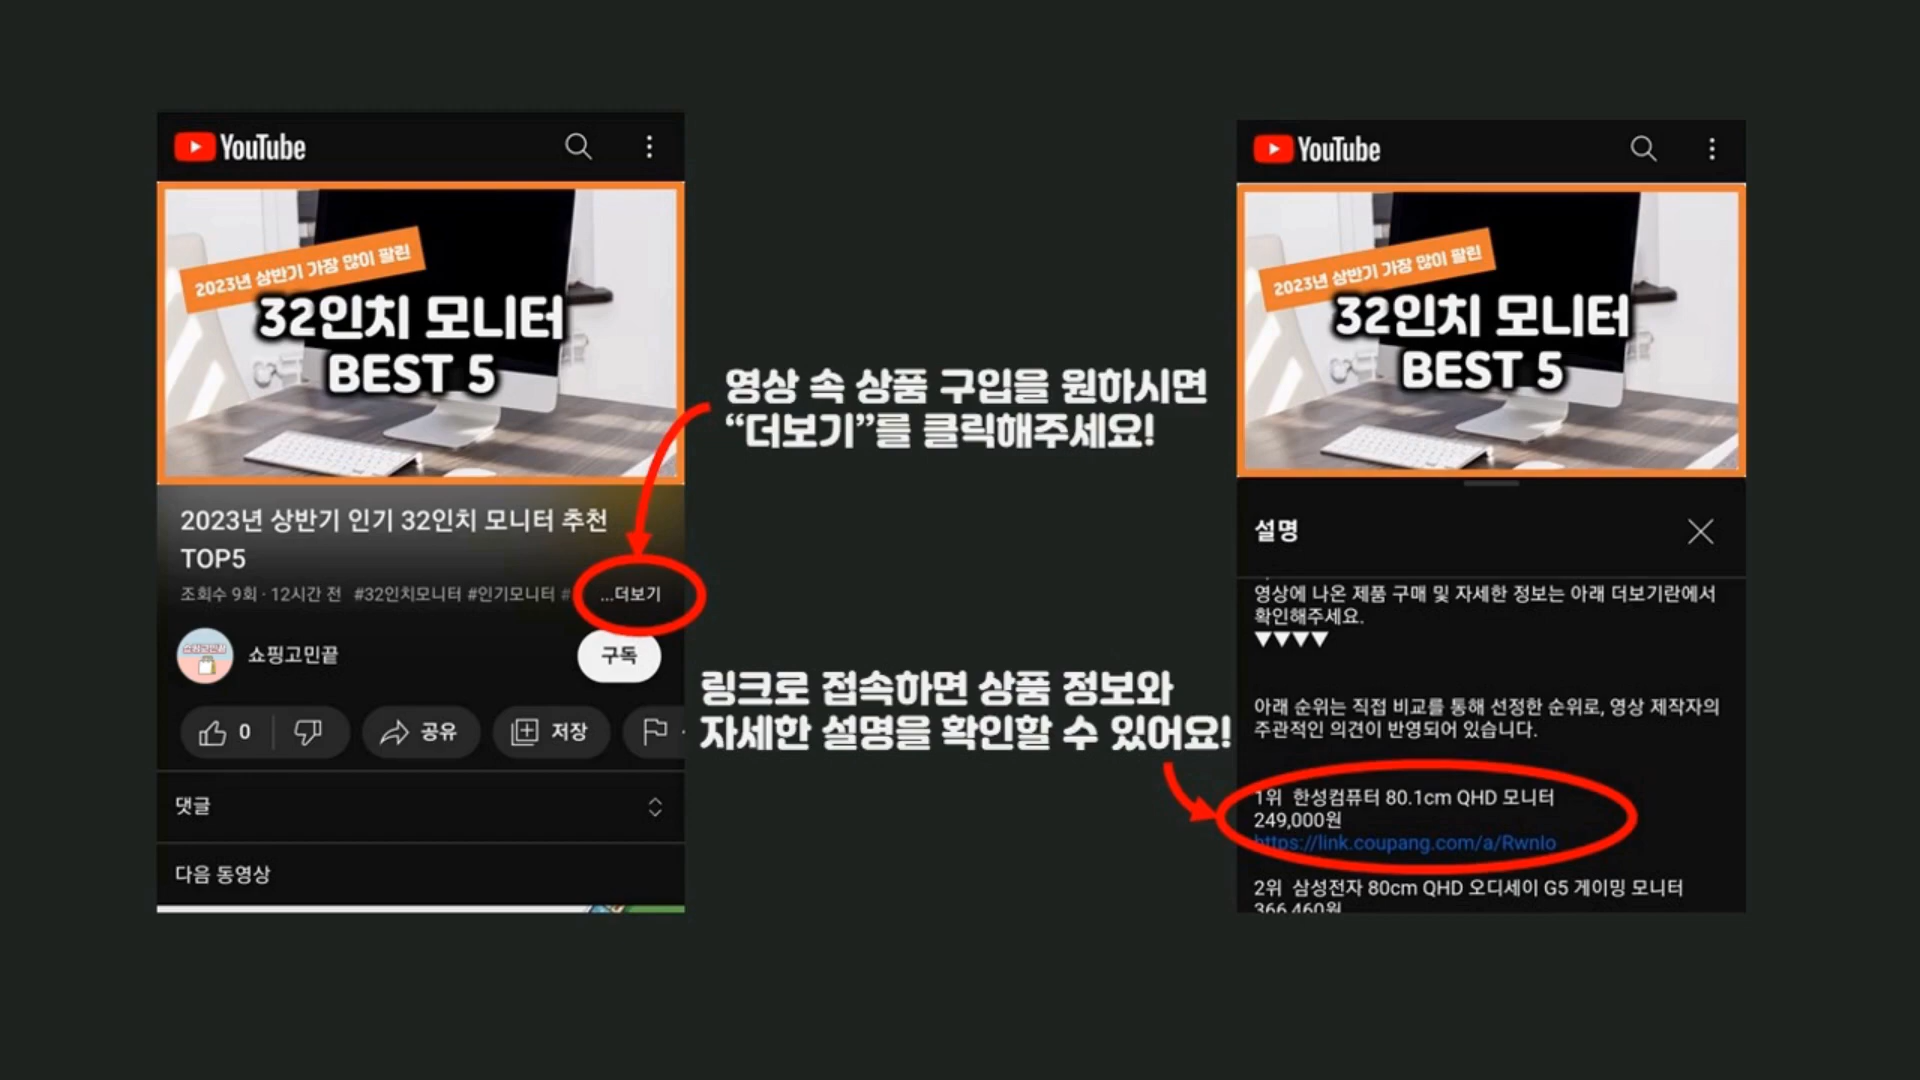 YouTube
2023년 상반기 가장 많이 팔린
32인치 모니터
BEST 5
2023년 상반기 인기 32인치 모니터 추천
TOP5
조회수 9회 · 12시간 전 #32인치모니터 #인기모니터 # ...더보기
쇼핑고민끝
쇼핑고민끝
구독
0
공유
저장
댓글
다음 동영상
영상 속 상품 구입을 원하시면
“더보기”를 클릭해주세요!
링크로 접속하면 상품 정보와
자세한 설명을 확인할 수 있어요!
YouTube
2023년 상반기 가장 많이 팔린
32인치 모니터
BEST 5
설명
영상에 나온 제품 구매 및 자세한 정보는 아래 더보기란에서
확인해주세요.
▼▼▼▼
아래 순위는 직접 비교를 통해 선정한 순위로, 영상 제작자의
주관적인 의견이 반영되어 있습니다.
1위 한성컴퓨터 80.1cm QHD 모니터
249,000원
https://link.coupang.com/a/RwnIo
2위 삼성전자 80cm QHD 오디세이 G5 게이밍 모니터
366,460원